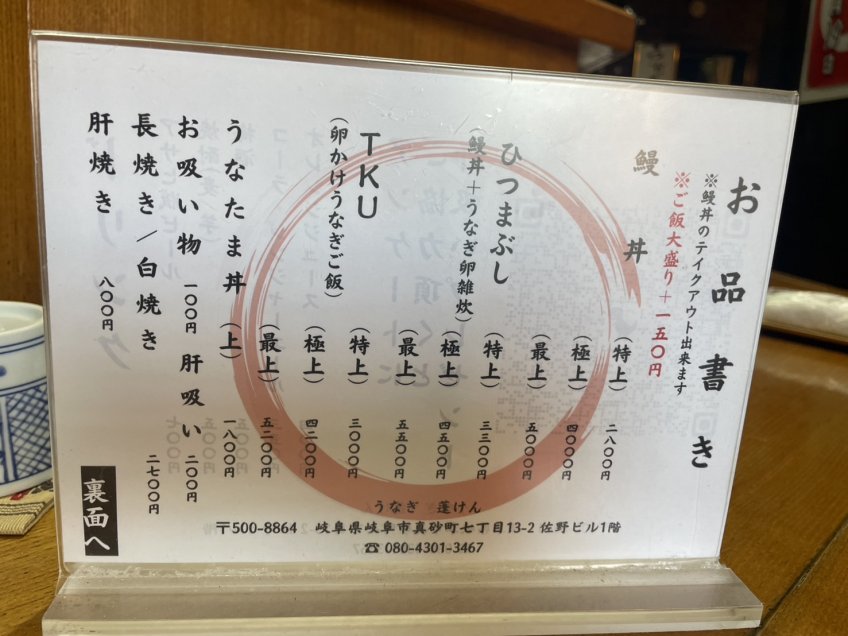 お品書き
※鰻丼のテイクアウト出来ます
※ご飯大盛り+一五〇円
鰻丼
(特上) 二八〇〇円
(極上) 四〇〇〇円
(最上) 五〇〇〇円
ひつまぶし
(鰻丼+うなぎ卵雑炊)
(特上) 三三〇〇円
(極上) 四五〇〇円
(最上) 五五〇〇円
TKU
(卵かけうなぎご飯)
(特上) 三〇〇〇円
(極上) 四二〇〇円
(最上) 五二〇〇円
うなたま丼(上) 一八〇〇円
お吸い物 一〇〇円 肝吸い 二〇〇円
長焼き/白焼き 二七〇〇円
肝焼き 八〇〇円
裏面へ
うなぎ 蓬けん
〒500-8864 岐阜県岐阜市真砂町七丁目13-2 佐野ビル1階
☎ 080-4301-3467